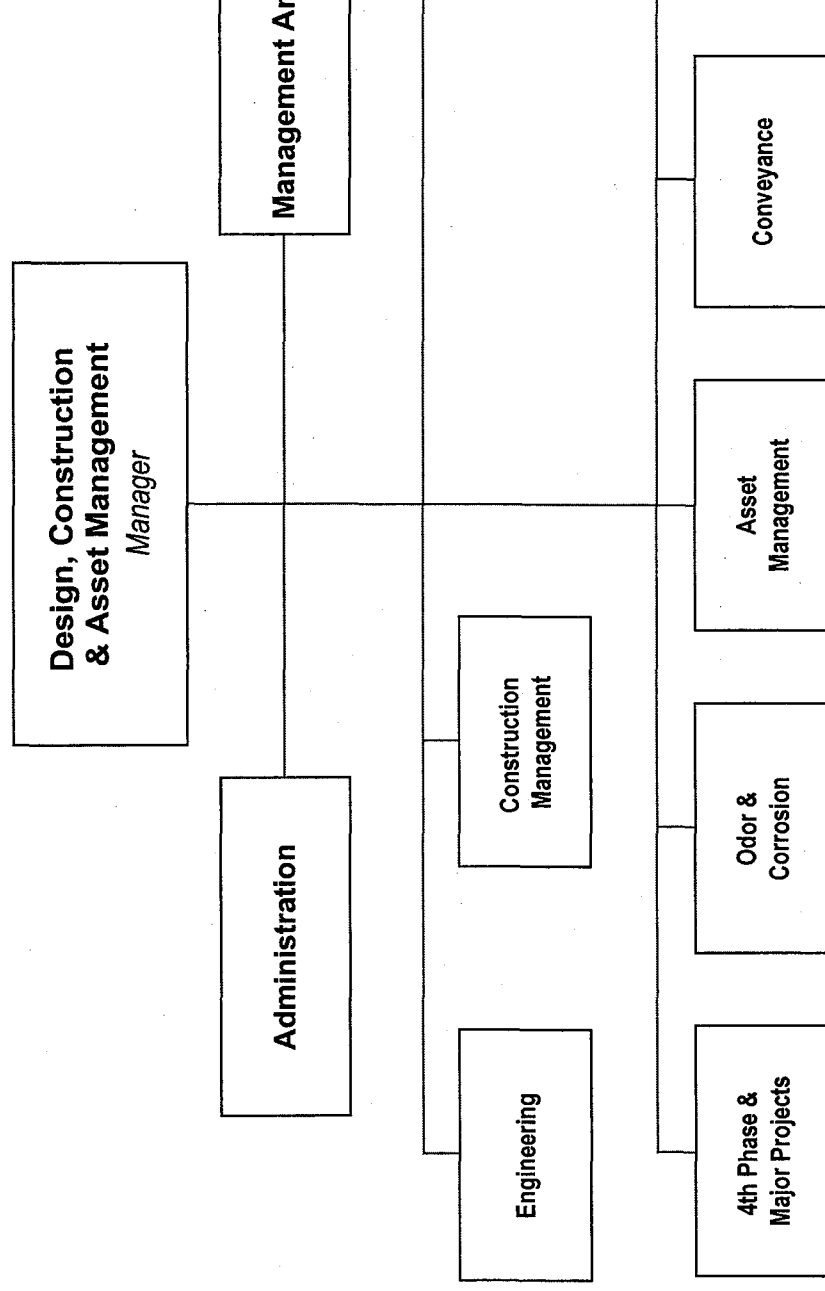 Design, Construction
& Asset Management
Manager
Administration
Management
Engineering
Construction
Management
4th Phase &
Major Projects
Odor &
Corrosion
Asset
Management
Conveyance